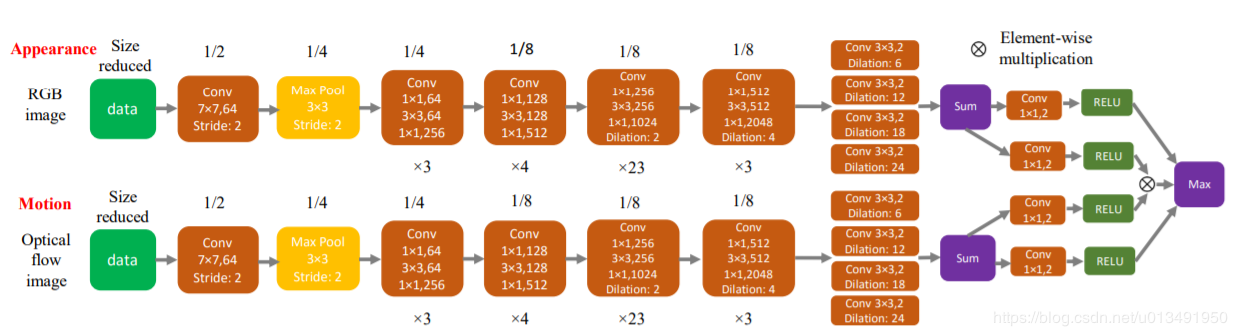 Appearance
Size
reduced
1/2
1/4
1/4
1/8
1/8
1/8
RGB
image
data
Conv
7×7,64
Stride: 2
Max Pool
3×3
Stride: 2
Conv
1×1,64
3×3,64
1×1,256
Conv
1×1,128
3×3,128
1×1,512
Conv
1×1,256
3×3,256
1×1,1024
Dilation: 2
Conv
1×1,512
3×3,512
1×1,2048
Dilation: 4
×3
×4
×23
×3
Conv 3×3,2
Dilation: 6
Conv 3×3,2
Dilation: 12
Conv 3×3,2
Dilation: 18
Conv 3×3,2
Dilation: 24
Sum
Conv
1×1,2
RELU
Conv
1×1,2
RELU
Element-wise
multiplication
Max
Motion
Size
reduced
1/2
1/4
1/4
1/8
1/8
1/8
Optical
flow
image
data
Conv
7×7,64
Stride: 2
Max Pool
3×3
Stride: 2
Conv
1×1,64
3×3,64
1×1,256
Conv
1×1,128
3×3,128
1×1,512
Conv
1×1,256
3×3,256
1×1,1024
Dilation: 2
Conv
1×1,512
3×3,512
1×1,2048
Dilation: 4
×3
×4
×23
×3
Conv 3×3,2
Dilation: 6
Conv 3×3,2
Dilation: 12
Conv 3×3,2
Dilation: 18
Conv 3×3,2
Dilation: 24
Sum
Conv
1×1,2
RELU
Conv
1×1,2
RELU
https://blog.csdn.net/u013491950